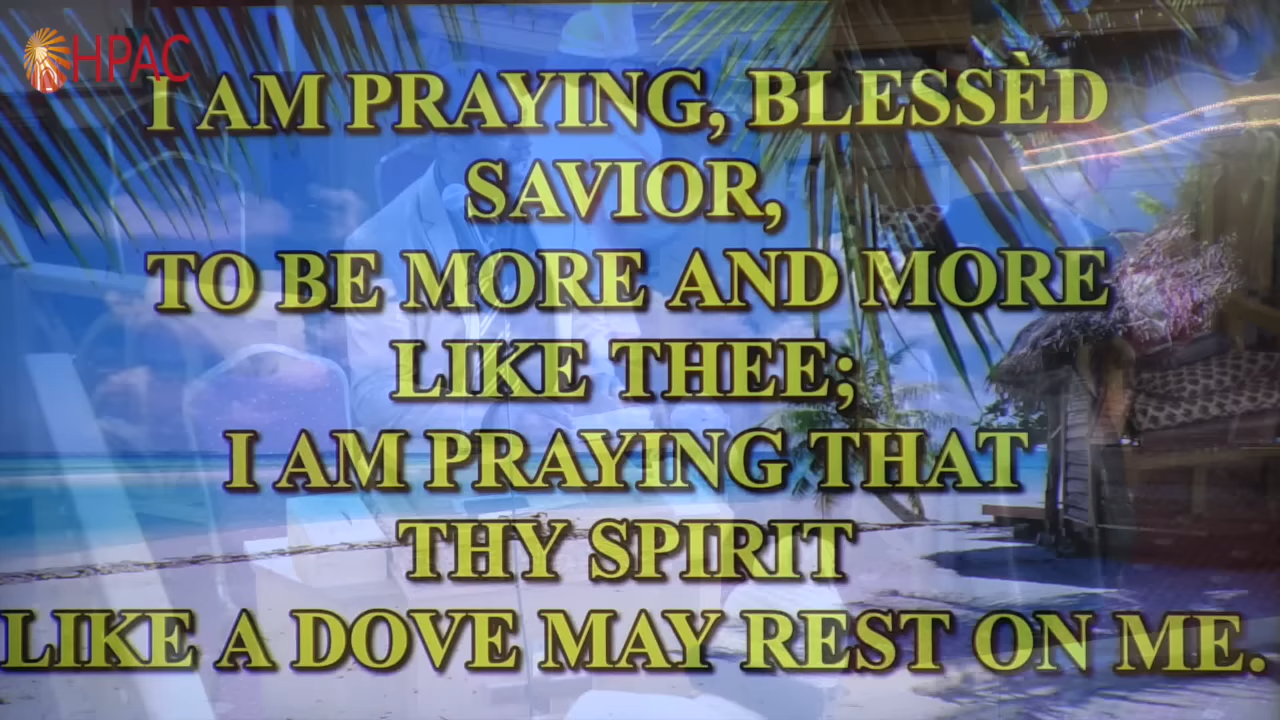 HPAC
I AM PRAYING, BLESSÈD
SAVIOR,
TO BE MORE AND MORE
LIKE THEE;
I AM PRAYING THAT
THY SPIRIT
LIKE A DOVE MAY REST ON ME.